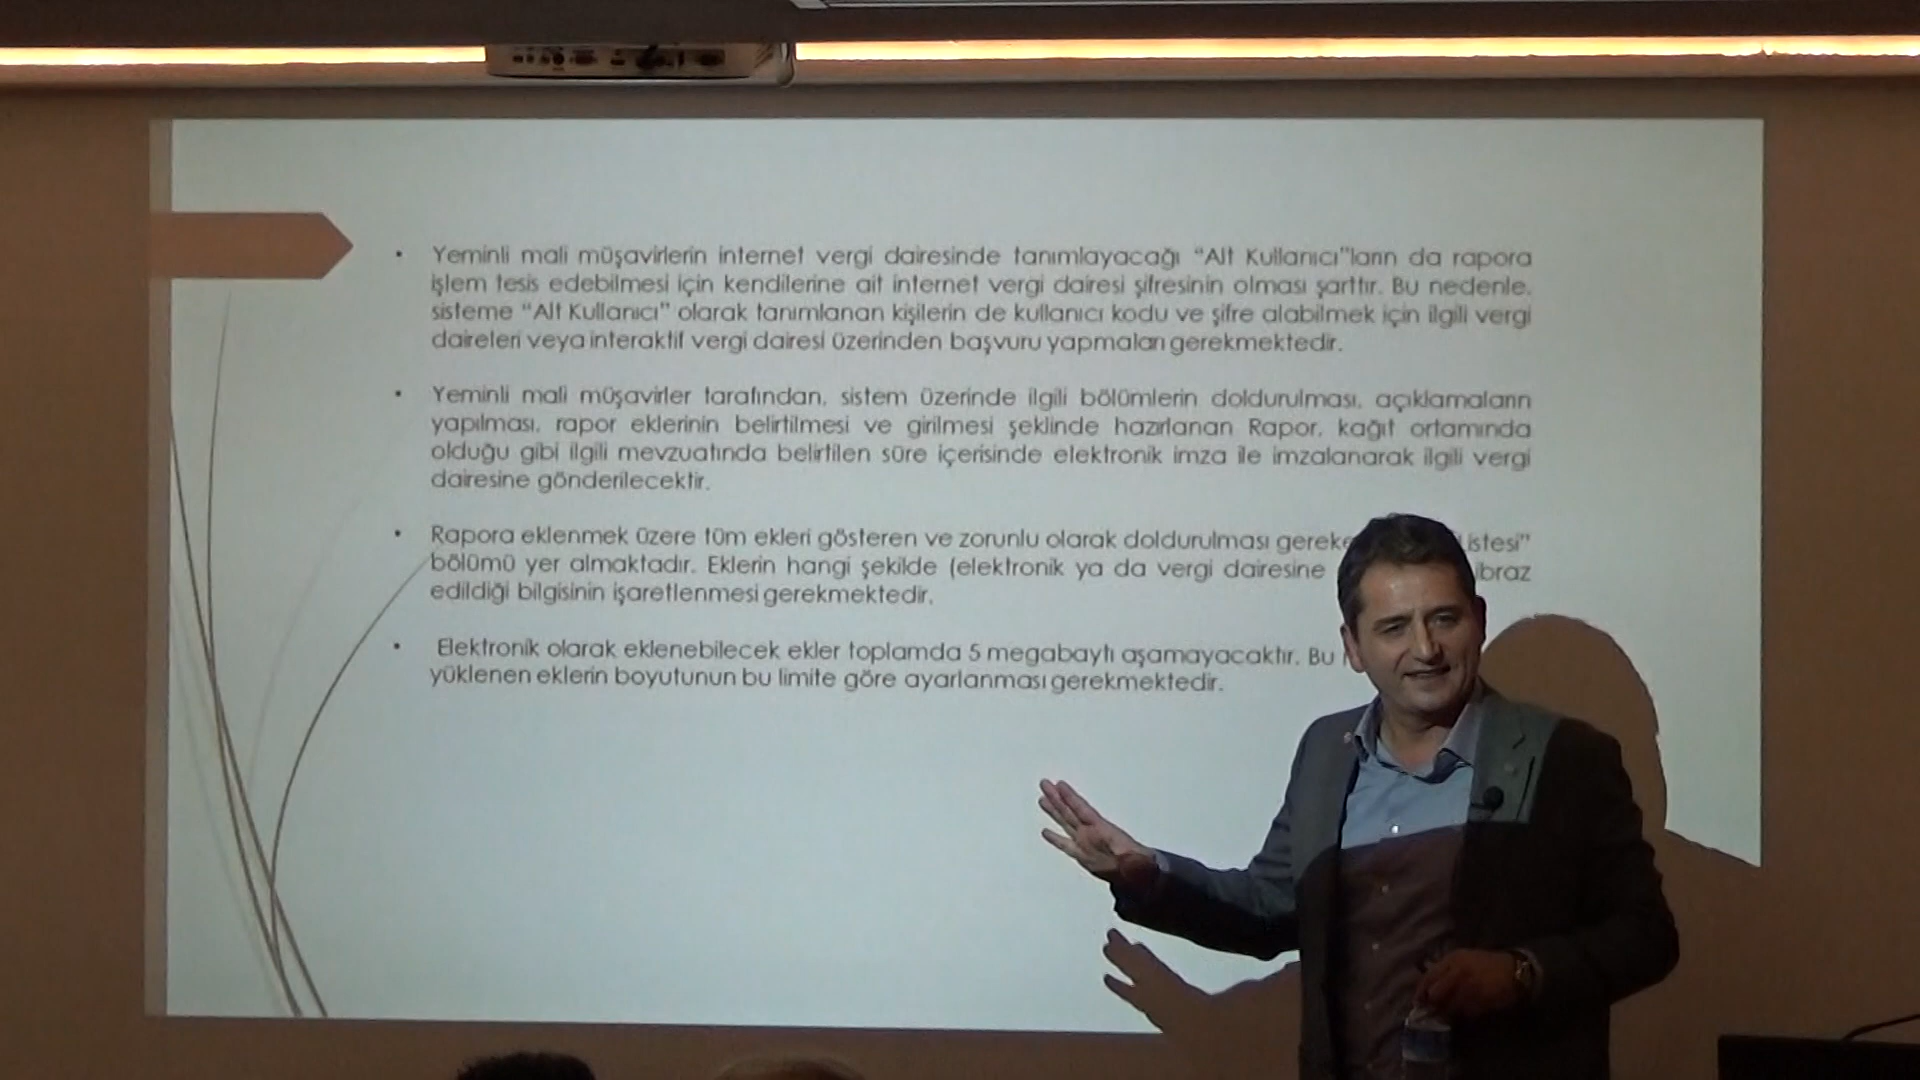 • Yeminli mali müşavirlerin internet vergi dairesinde tanımlayacağı “Alt Kullanıcı”ların da rapora
işlem tesis edebilmesi için kendilerine ait internet vergi dairesi şifresinin olması şarttır. Bu nedenle,
sisteme “Alt Kullanıcı” olarak tanımlanan kişilerin de kullanıcı kodu ve şifre alabilmek için ilgili vergi
daireleri veya interaktif vergi dairesi üzerinden başvuru yapmaları gerekmektedir.
• Yeminli mali müşavirler tarafından, sistem üzerinde ilgili bölümlerin doldurulması, açıklamaların
yapılması, rapor eklerinin belirtilmesi ve girilmesi şeklinde hazırlanan Rapor, kağıt ortamında
olduğu gibi ilgili mevzuatında belirtilen süre içerisinde elektronik imza ile imzalanarak ilgili vergi
dairesine gönderilecektir.
• Rapora eklenmek üzere tüm ekleri gösteren ve zorunlu olarak doldurulması
bölümü yer almaktadır. Eklerin hangi şekilde (elektronik ya da vergi dairesine ibraz
edildiği bilgisinin işaretlenmesi gerekmektedir.
• Elektronik olarak eklenebilecek ekler toplamda 5 megabaytı aşamayacaktır. Bu
yüklenen eklerin boyutunun bu limite göre ayarlanması gerekmektedir.